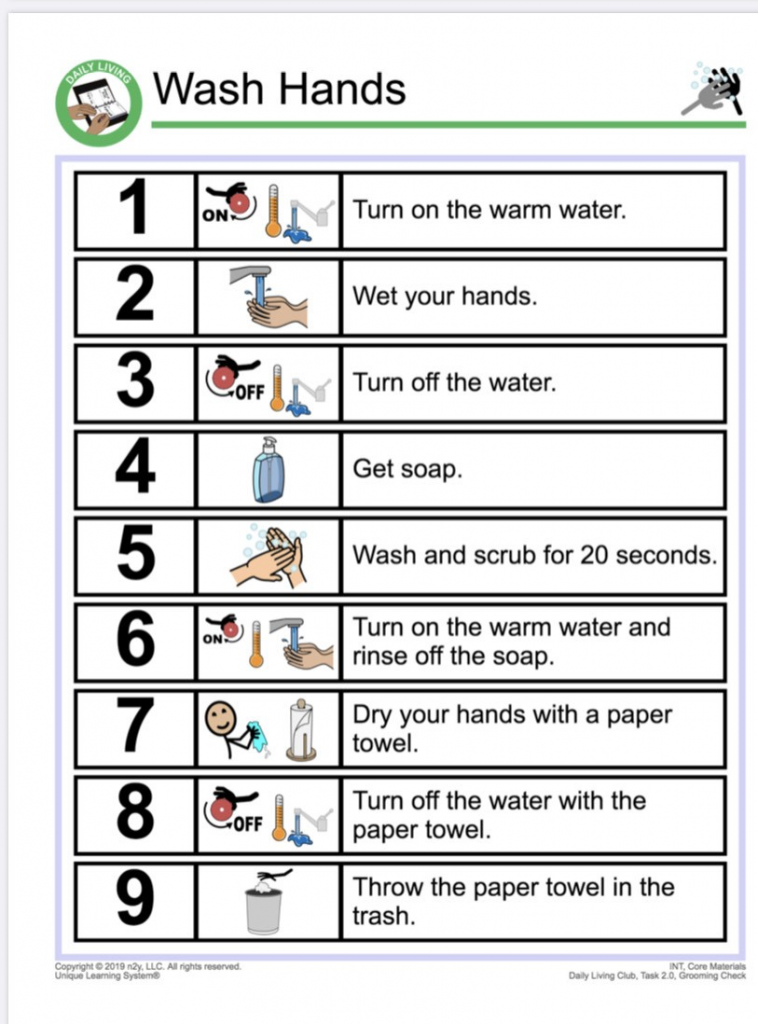 DAILY LIVING
Wash Hands
1
ON
Turn on the warm water.
2
Wet your hands.
3
OFF
Turn off the water.
4
Get soap.
5
Wash and scrub for 20 seconds.
6
ON
Turn on the warm water and
rinse off the soap.
7
Dry your hands with a paper
towel.
8
OFF
Turn off the water with the
paper towel.
9
Throw the paper towel in the
trash.
Copyright © 2019 n2y, LLC. All rights reserved.
Unique Learning System®
INT, Core Materials
Daily Living Club, Task 2.0, Grooming Check